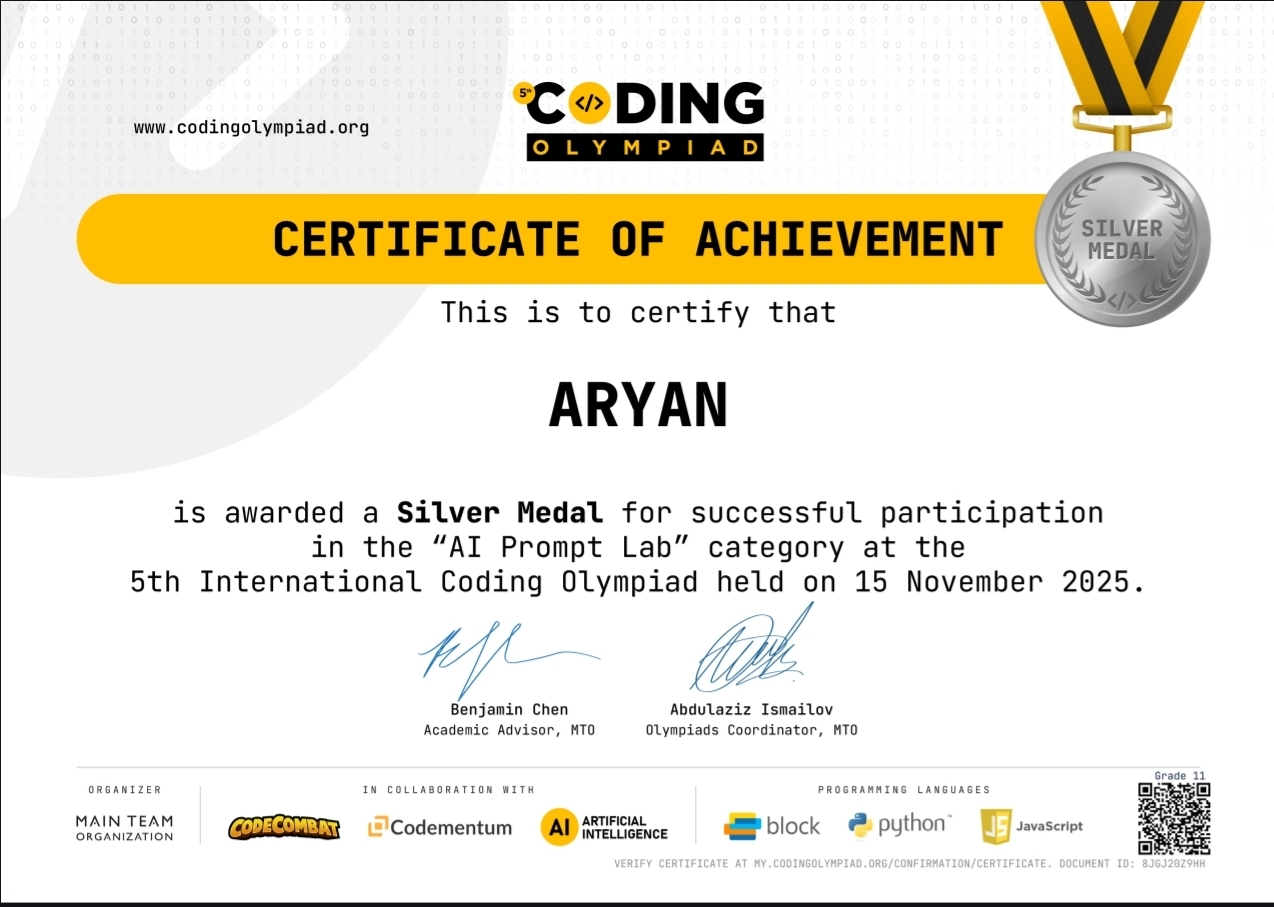 www.codingolympiad.org
5th CODING
OLYMPIAD
SILVER
MEDAL
</>
CERTIFICATE OF ACHIEVEMENT
This is to certify that
ARYAN
is awarded a Silver Medal for successful participation
in the “AI Prompt Lab” category at the
5th International Coding Olympiad held on 15 November 2025.
Benjamin Chen
Academic Advisor, MTO
Abdulaziz Ismailov
Olympiads Coordinator, MTO
Grade 11
ORGANIZER
MAIN TEAM
ORGANIZATION
IN COLLABORATION WITH
CODECOMBAT
Codementum
AI ARTIFICIAL
INTELLIGENCE
PROGRAMMING LANGUAGES
block
python™
JS JavaScript
VERIFY CERTIFICATE AT MY.CODINGOLYMPIAD.ORG/CONFIRMATION/CERTIFICATE. DOCUMENT ID: 8JGJ20Z9HH